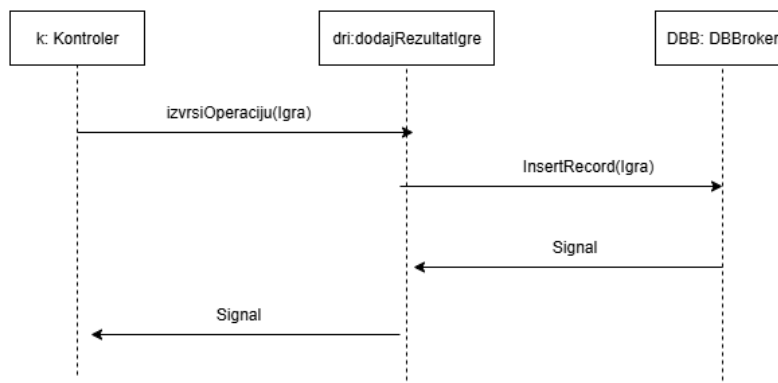 k: Kontroler
dri:dodajRezultatIgre
DBB: DBBroker
izvrsiOperaciju(Igra)
InsertRecord(Igra)
Signal
Signal